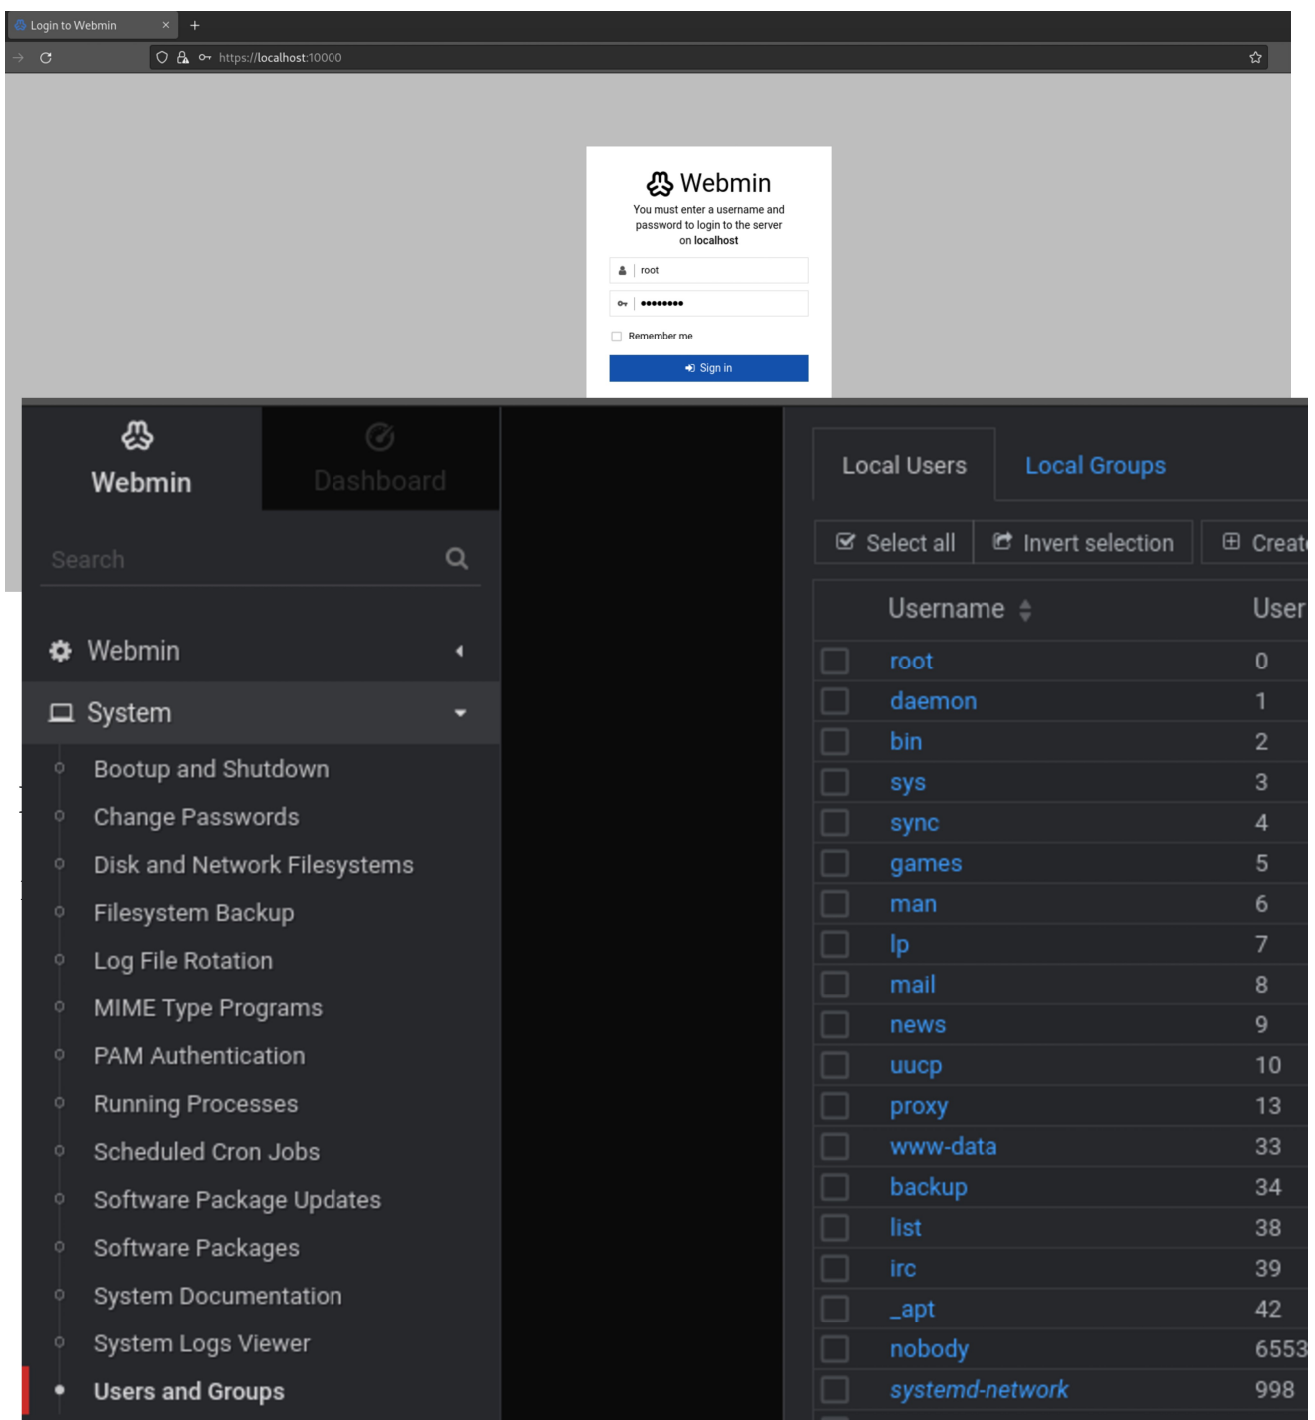 Login to Webmin × +
https://localhost:10000
Webmin
You must enter a username and
password to login to the server
on localhost
root
Remember me
Sign in
Webmin
Dashboard
Search
Webmin
System
Bootup and Shutdown
Change Passwords
Disk and Network Filesystems
Filesystem Backup
Log File Rotation
MIME Type Programs
PAM Authentication
Running Processes
Scheduled Cron Jobs
Software Package Updates
Software Packages
System Documentation
System Logs Viewer
Users and Groups
Local Users Local Groups
Select all Invert selection Create
Username User
root 0
daemon 1
bin 2
sys 3
sync 4
games 5
man 6
lp 7
mail 8
news 9
uucp 10
proxy 13
www-data 33
backup 34
list 38
irc 39
_apt 42
nobody 6553
systemd-network 998